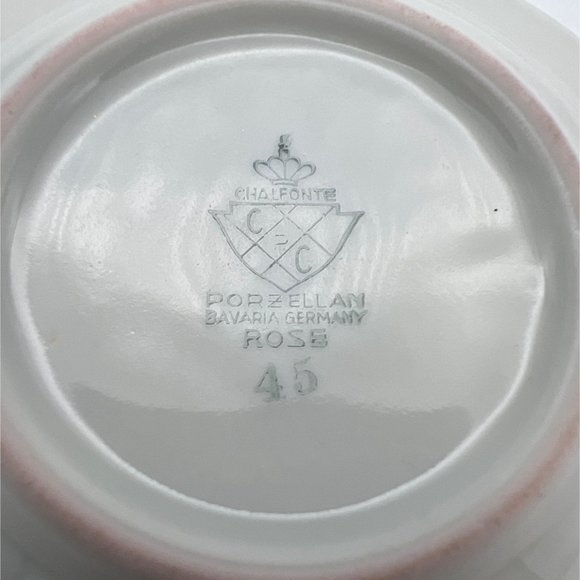 CHALFONTE
C P C
PORZELLAN
BAVARIA GERMANY
ROSE
45